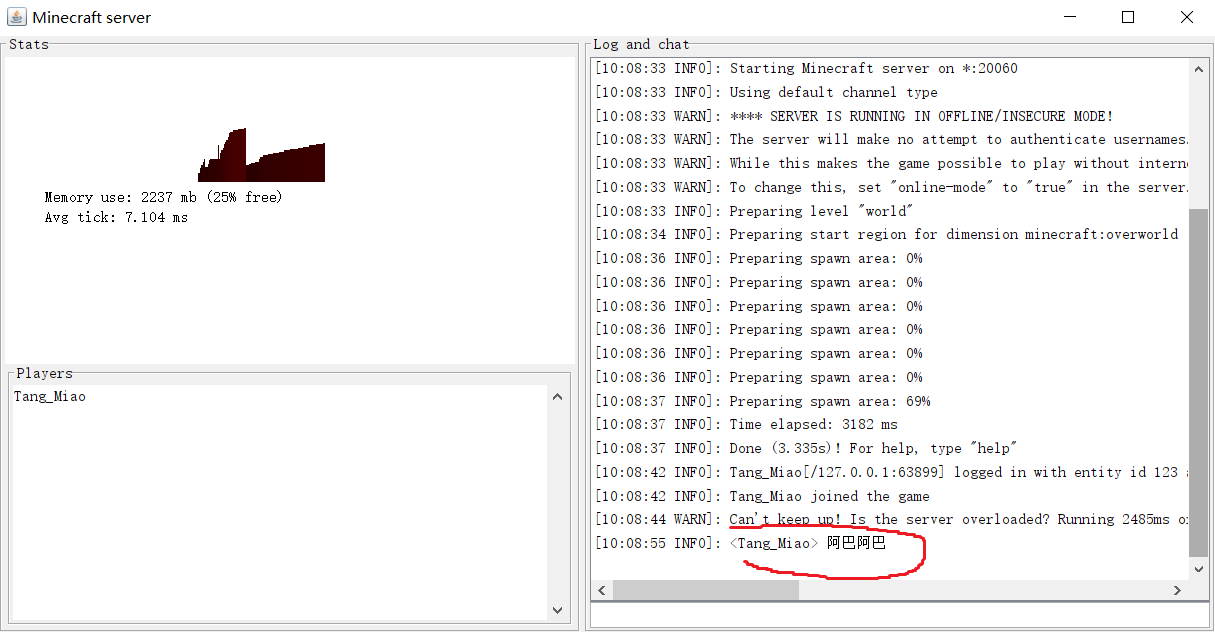 Minecraft server
Stats
Memory use: 2237 mb (25% free)
Avg tick: 7.104 ms
Players
Tang_Miao
Log and chat
[10:08:33 INFO]: Starting Minecraft server on *:20060
[10:08:33 INFO]: Using default channel type
[10:08:33 WARN]: **** SERVER IS RUNNING IN OFFLINE/INSECURE MODE!
[10:08:33 WARN]: The server will make no attempt to authenticate usernames.
[10:08:33 WARN]: While this makes the game possible to play without intern
[10:08:33 WARN]: To change this, set "online-mode" to "true" in the server.
[10:08:33 INFO]: Preparing level "world"
[10:08:34 INFO]: Preparing start region for dimension minecraft:overworld
[10:08:36 INFO]: Preparing spawn area: 0%
[10:08:36 INFO]: Preparing spawn area: 0%
[10:08:36 INFO]: Preparing spawn area: 0%
[10:08:36 INFO]: Preparing spawn area: 0%
[10:08:36 INFO]: Preparing spawn area: 0%
[10:08:36 INFO]: Preparing spawn area: 0%
[10:08:37 INFO]: Preparing spawn area: 69%
[10:08:37 INFO]: Time elapsed: 3182 ms
[10:08:37 INFO]: Done (3.335s)! For help, type "help"
[10:08:42 INFO]: Tang_Miao[/127.0.0.1:63899] logged in with entity id 123
[10:08:42 INFO]: Tang_Miao joined the game
[10:08:44 WARN]: Can't keep up! Is the server overloaded? Running 2485ms
[10:08:55 INFO]: <Tang_Miao> 阿巴阿巴